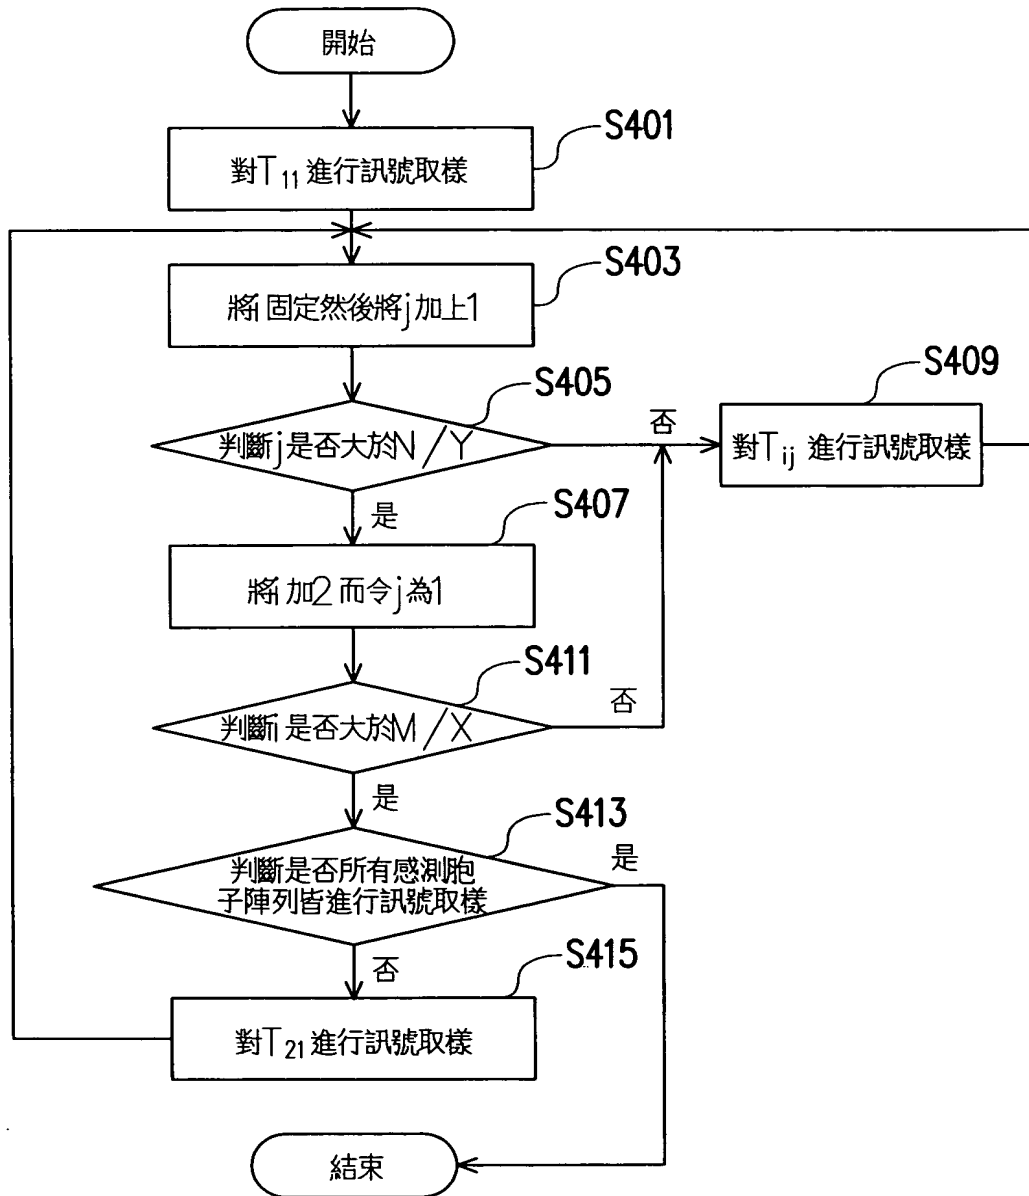 開始
S401
對T11進行訊號取樣
S403
將i固定然後將j加上1
S405
判斷j是否大於N/Y
否
S409
對Tij進行訊號取樣
是
S407
將i加2而令j為1
S411
判斷i是否大於M/X
否
是
S413
判斷是否所有感測胞
子陣列皆進行訊號取樣
是
否
S415
對T21進行訊號取樣
結束